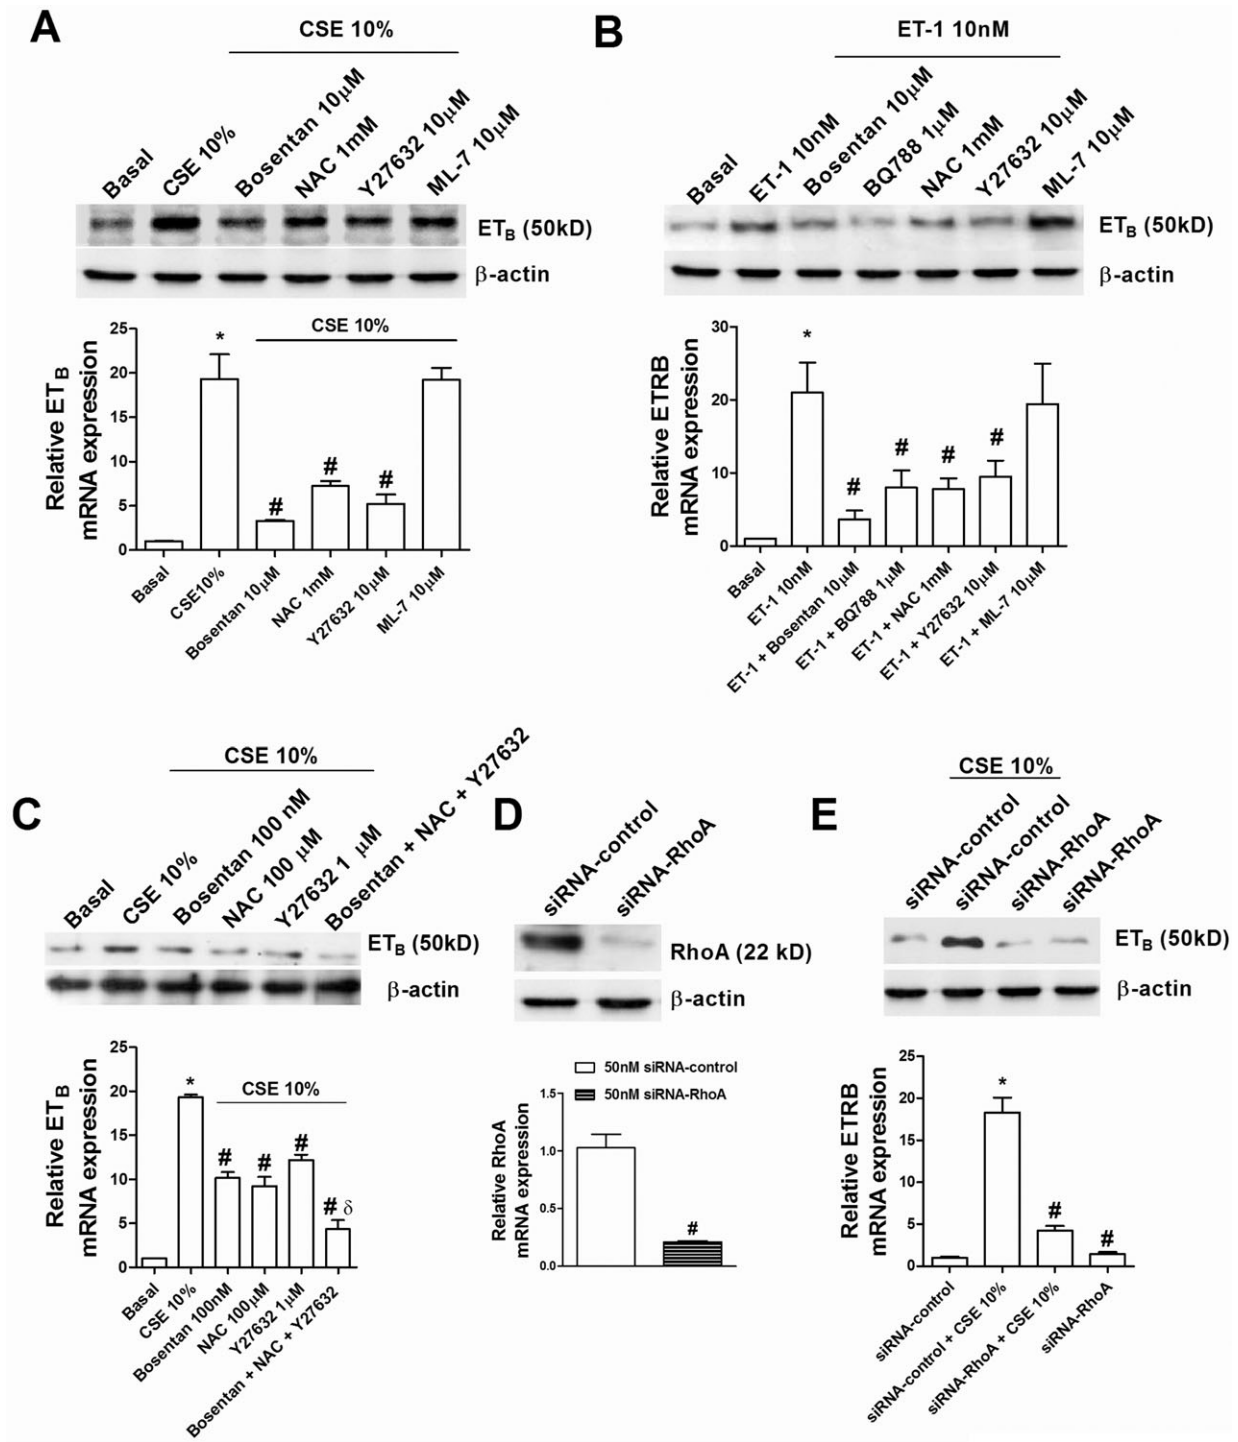 A
CSE 10%
Basal
CSE 10%
Bosentan 10μM
NAC 1mM
Y27632 10μM
ML-7 10μM
ET_B (50kD)
β-actin
Relative ET_B
mRNA expression
25
20
15
10
5
0
*
CSE 10%
#
#
#
Basal
CSE10%
Bosentan 10μM
NAC 1mM
Y27632 10μM
ML-7 10μM
B
ET-1 10nM
Basal
ET-1 10nM
Bosentan 10μM
BQ788 1μM
NAC 1mM
Y27632 10μM
ML-7 10μM
ET_B (50kD)
β-actin
Relative ETRB
mRNA expression
30
20
10
0
*
#
#
#
#
Basal
ET-1 10nM
ET-1 + Bosentan 10μM
ET-1 + BQ788 1μM
ET-1 + NAC 1mM
ET-1 + Y27632 10μM
ET-1 + ML-7 10μM
C
CSE 10%
Basal
CSE 10%
Bosentan 100 nM
NAC 100 μM
Y27632 1 μM
Bosentan + NAC + Y27632
ET_B (50kD)
β-actin
Relative ET_B
mRNA expression
25
20
15
10
5
0
*
CSE 10%
#
#
#
# δ
Basal
CSE 10%
Bosentan 100nM
NAC 100μM
Y27632 1μM
Bosentan + NAC + Y27632
D
siRNA-control
siRNA-RhoA
RhoA (22 kD)
β-actin
50nM siRNA-control
50nM siRNA-RhoA
Relative RhoA
mRNA expression
1.5
1.0
0.5
0.0
#
E
CSE 10%
siRNA-control
siRNA-control
siRNA-RhoA
siRNA-RhoA
ET_B (50kD)
β-actin
Relative ETRB
mRNA expression
25
20
15
10
5
0
*
#
#
siRNA-control
siRNA-control + CSE 10%
siRNA-RhoA + CSE 10%
siRNA-RhoA